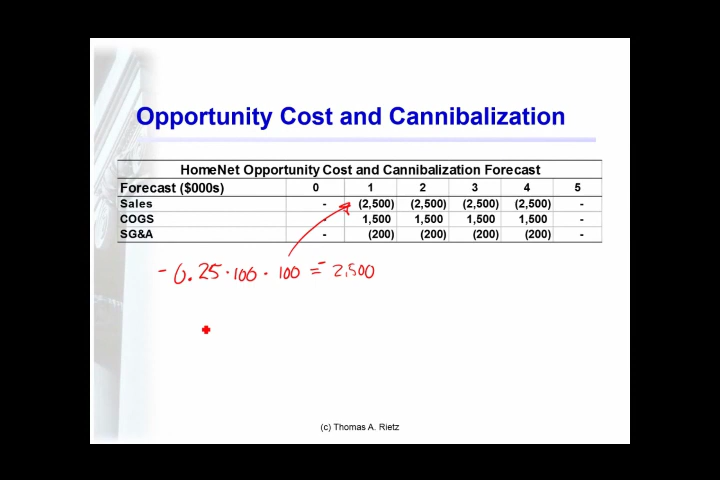 Opportunity Cost and Cannibalization
HomeNet Opportunity Cost and Cannibalization Forecast
Forecast ($000s) 0 1 2 3 4 5
Sales - (2,500) (2,500) (2,500) (2,500) -
COGS - 1,500 1,500 1,500 1,500 -
SG&A - (200) (200) (200) (200) -
- 0.25 · 100 · 100 = - 2,500
(c) Thomas A. Rietz